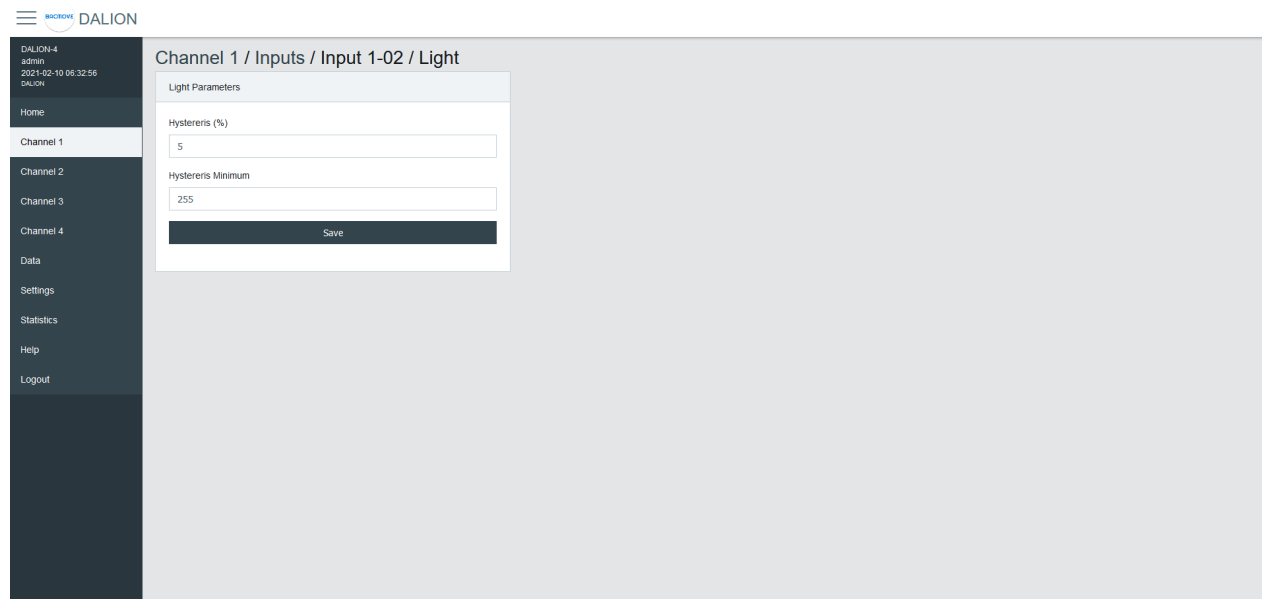 BACMOVE DALION
DALION-4
admin
2021-02-10 06:32:56
DALION
Home
Channel 1
Channel 2
Channel 3
Channel 4
Data
Settings
Statistics
Help
Logout
Channel 1 / Inputs / Input 1-02 / Light
Light Parameters
Hystereris (%)
5
Hystereris Minimum
255
Save